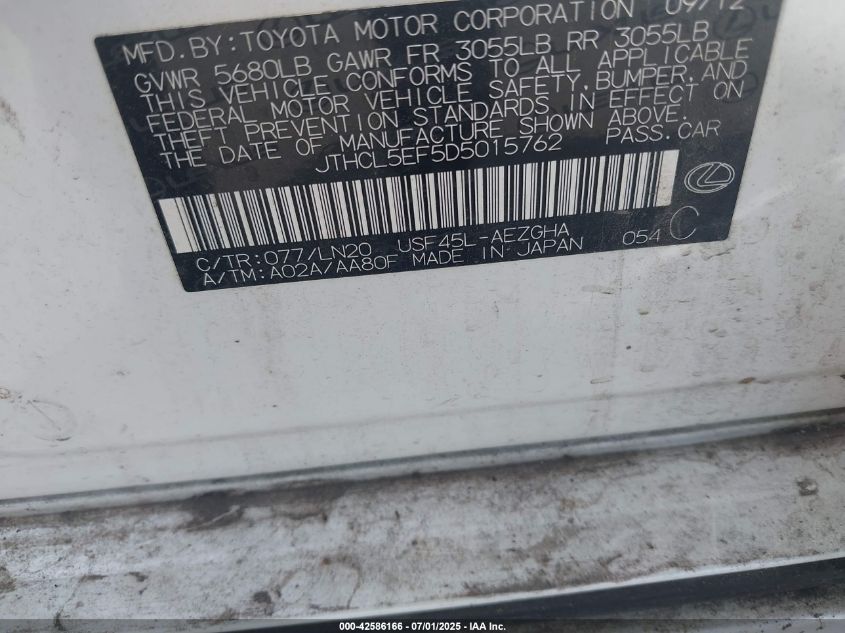 MFD. BY: TOYOTA MOTOR CORPORATION 09/12
GVWR 5680LB GAWR FR 3055LB RR 3055LB
THIS VEHICLE CONFORMS TO ALL APPLICABLE
FEDERAL MOTOR VEHICLE SAFETY, BUMPER, AND
THEFT PREVENTION STANDARDS IN EFFECT ON
THE DATE OF MANUFACTURE SHOWN ABOVE.
JTHCL5EF5D5015762 PASS. CAR
C/TR: 077/LN20 USF45L-AEZGHA 054 C
A/TM: A02A/AA80F MADE IN JAPAN
000-42586166 - 07/01/2025 - IAA Inc.